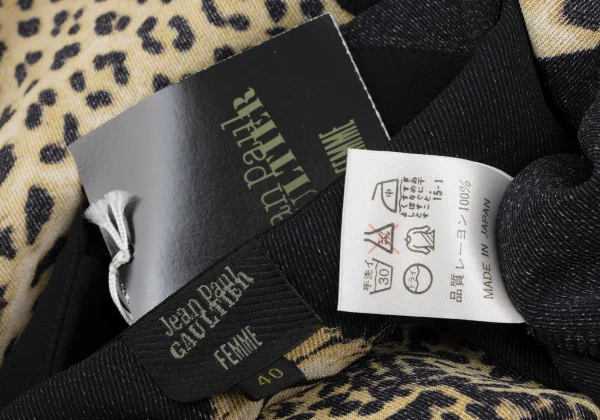 Jean Paul
GAULTIER
FEMME
Jean Paul
GAULTIER
FEMME
40
中
15-1
手洗イ
30
ドライ
品質 レーヨン100%
MADE IN JAPAN